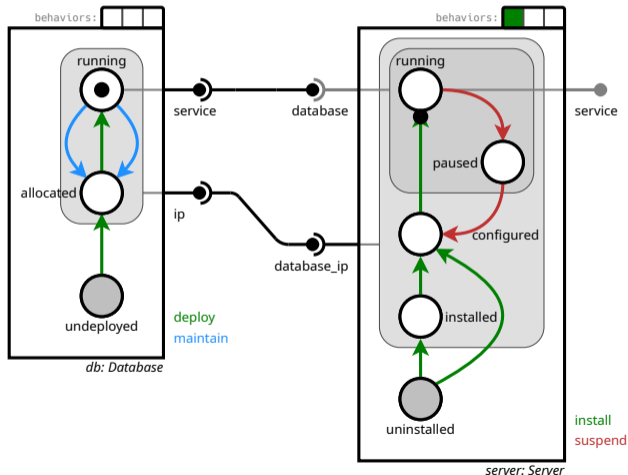 behaviors:
behaviors:
running
running
service
database
service
paused
allocated
ip
configured
database_ip
installed
undeployed
deploy
maintain
db: Database
uninstalled
install
suspend
server: Server